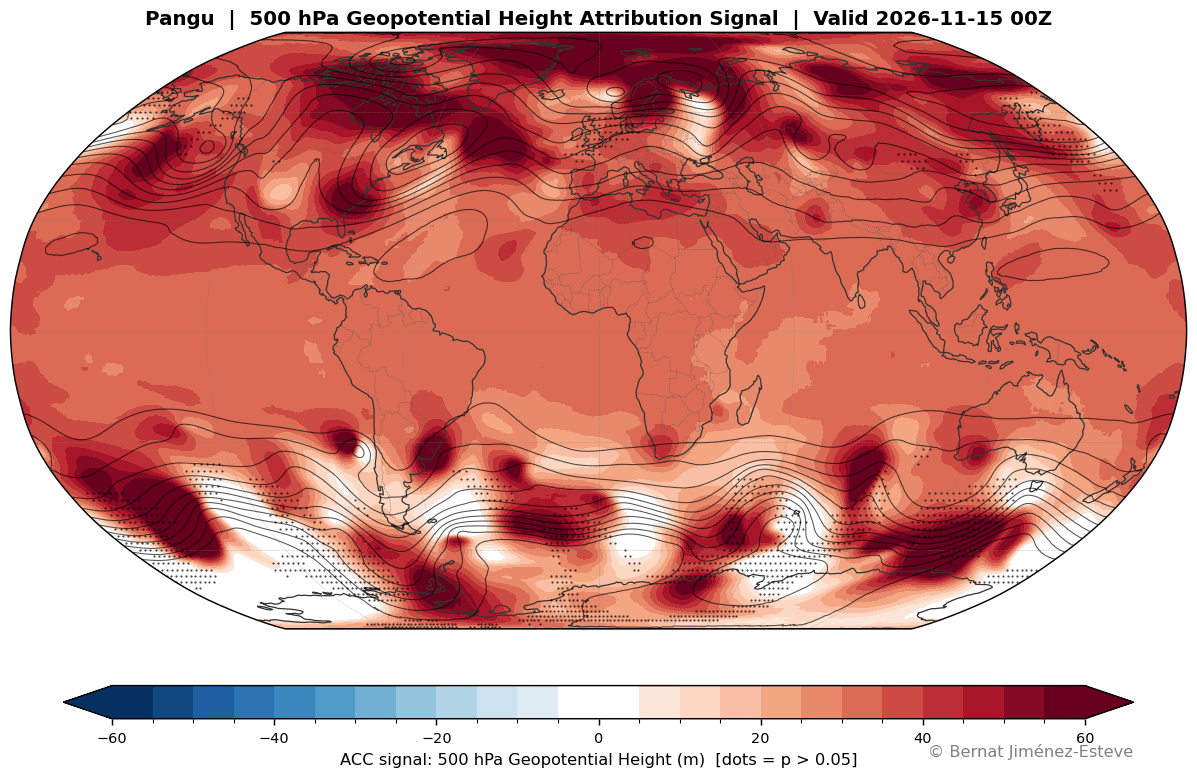 Pangu  |  500 hPa Geopotential Height Attribution Signal  |  Valid 2026-11-15 00Z
−60 −40 −20 0 20 40 60
ACC signal: 500 hPa Geopotential Height (m)  [dots = p > 0.05]
© Bernat Jiménez-Esteve